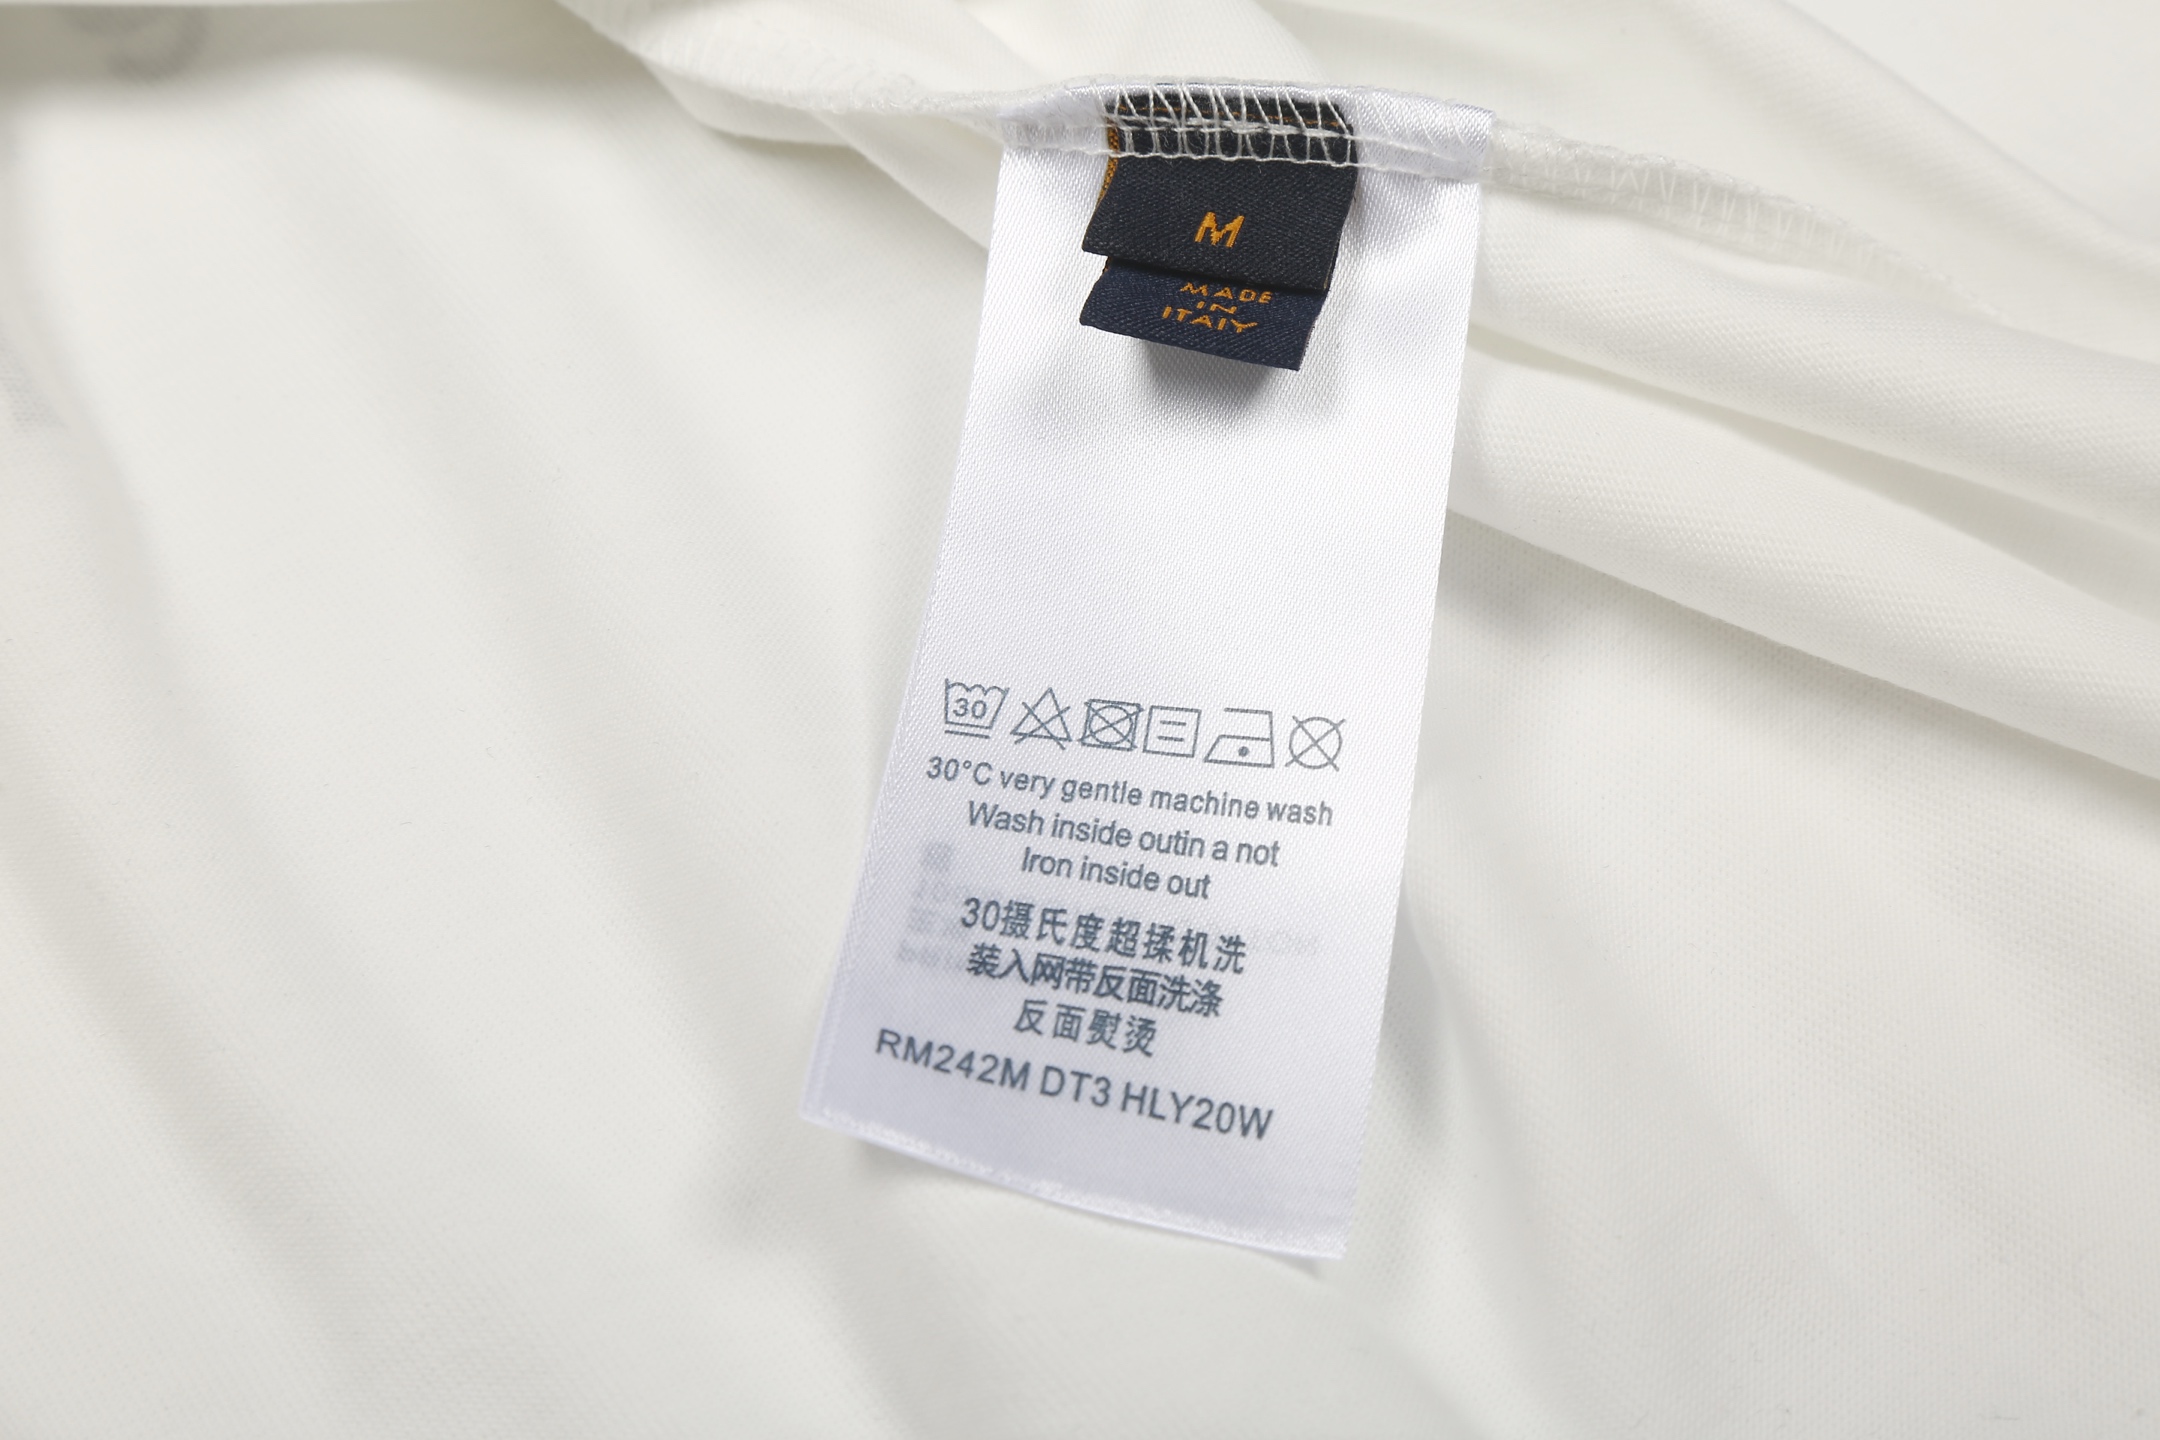 M
MADE
IN
ITAIY
30
30°C very gentle machine wash
Wash inside outin a not
Iron inside out
30摄氏度超揉机洗
装入网带反面洗涤
反面熨烫
RM242M DT3 HLY20W